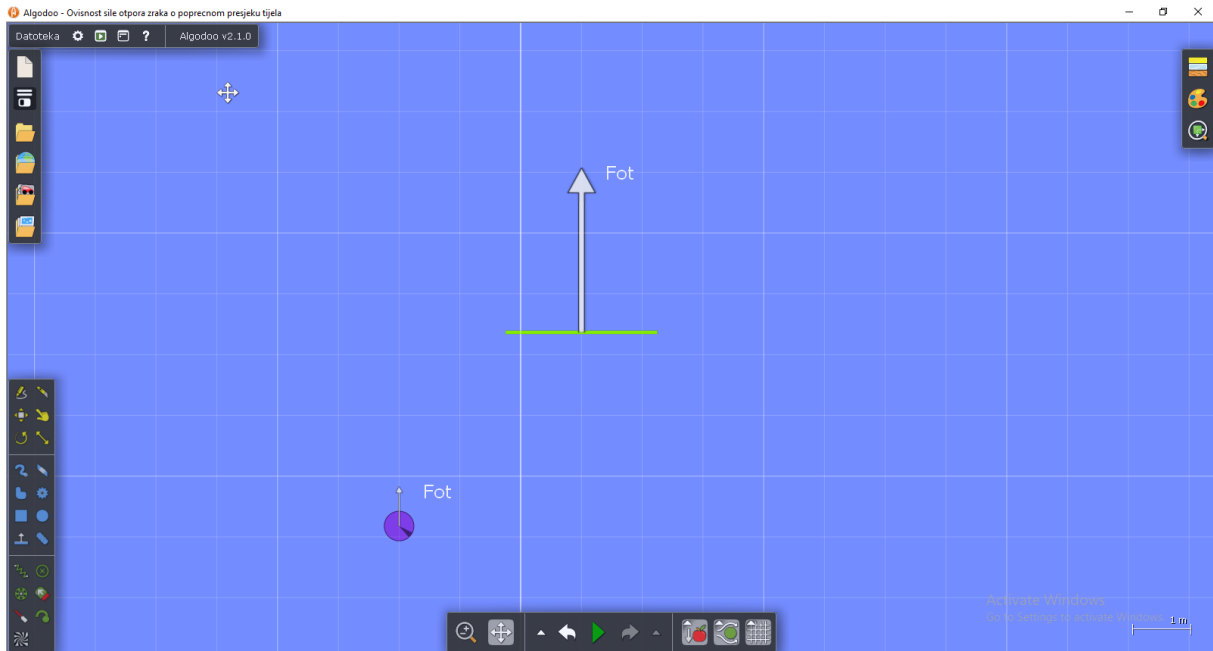 Algodoo - Ovisnost sile otpora zraka o poprecnom presjeku tijela
Datoteka ? Algodoo v2.1.0
Fot
Fot
Activate Windows
Go to Settings to activate Windows.
1 m